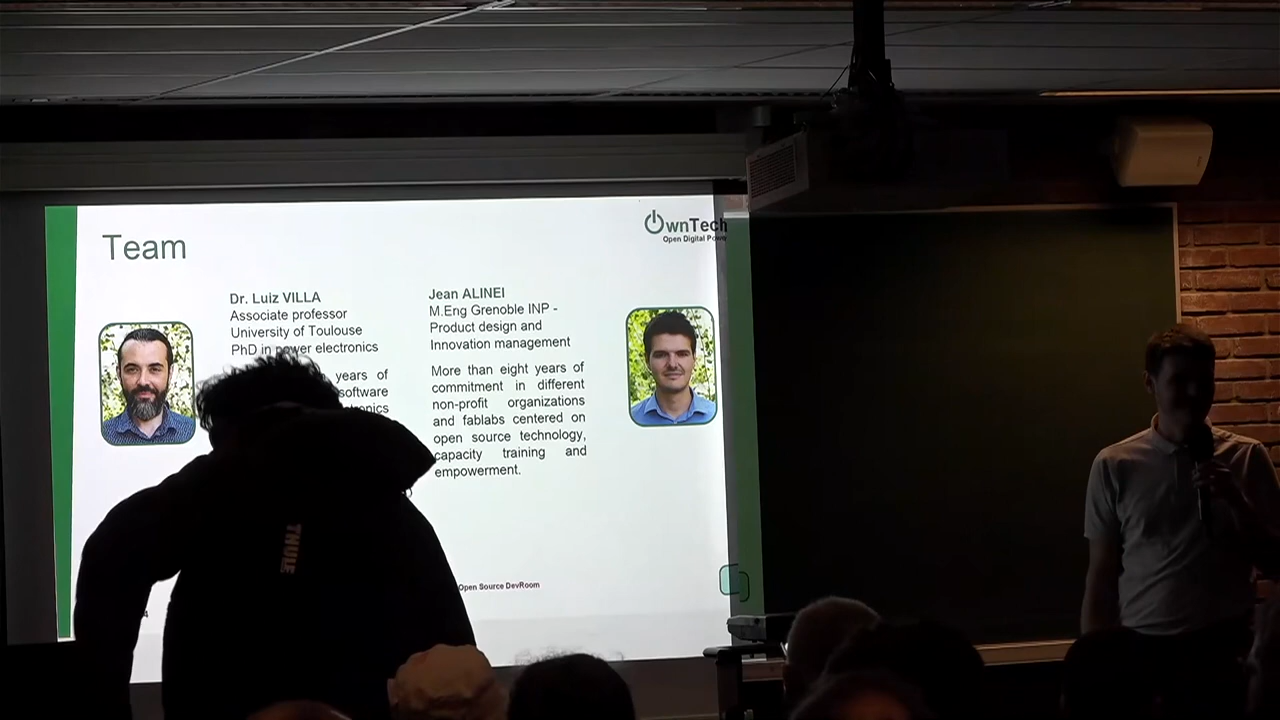 OwnTech
Open Digital Power
Team
Dr. Luiz VILLA
Associate professor
University of Toulouse
PhD in power electronics
years of
software
Jean ALINEI
M.Eng Grenoble INP -
Product design and
Innovation management
More than eight years of
commitment in different
non-profit organizations
and fablabs centered on
open source technology,
capacity training and
empowerment.
THULE
Open Source DevRoom
4